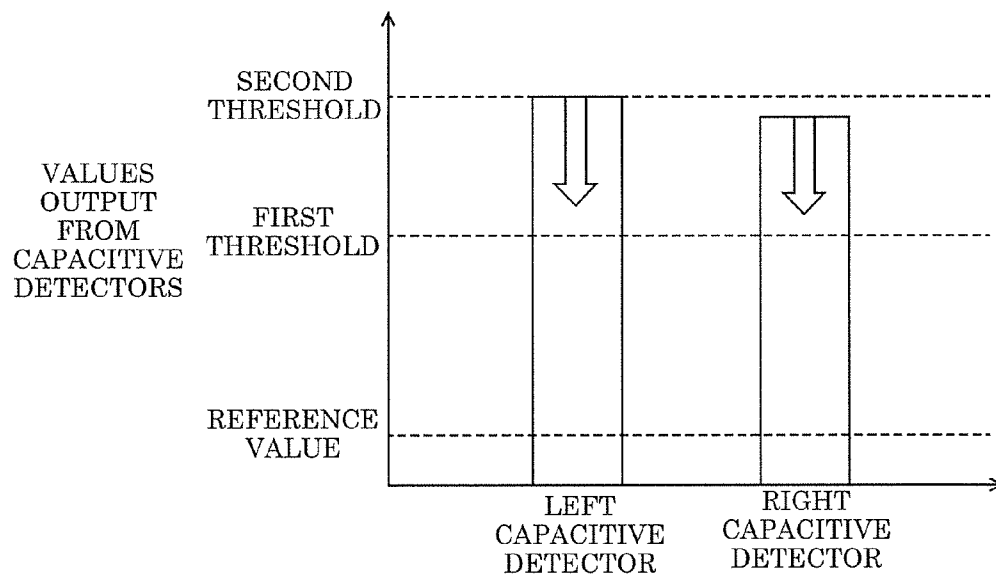 SECOND
THRESHOLD
VALUES
OUTPUT
FROM
CAPACITIVE
DETECTORS
FIRST
THRESHOLD
REFERENCE
VALUE
LEFT
CAPACITIVE
DETECTOR
RIGHT
CAPACITIVE
DETECTOR